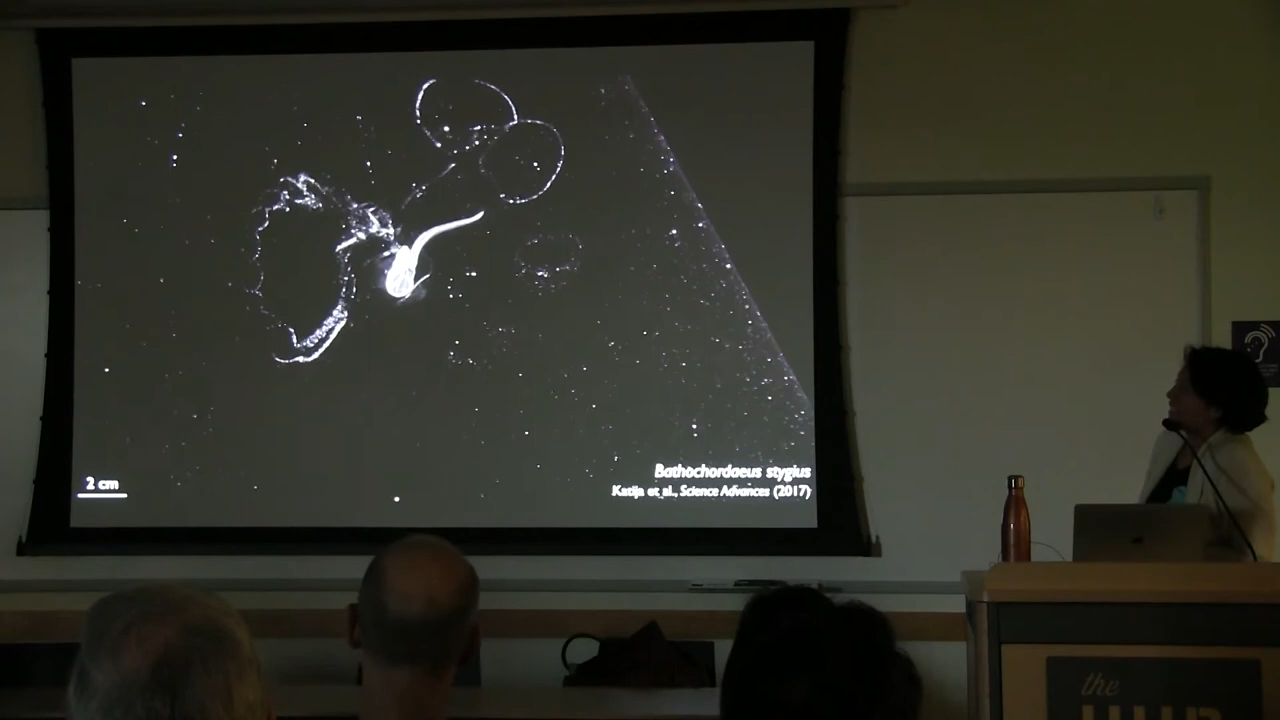 2 cm
Bathochordaeus stygius
Katija et al., Science Advances (2017)
the